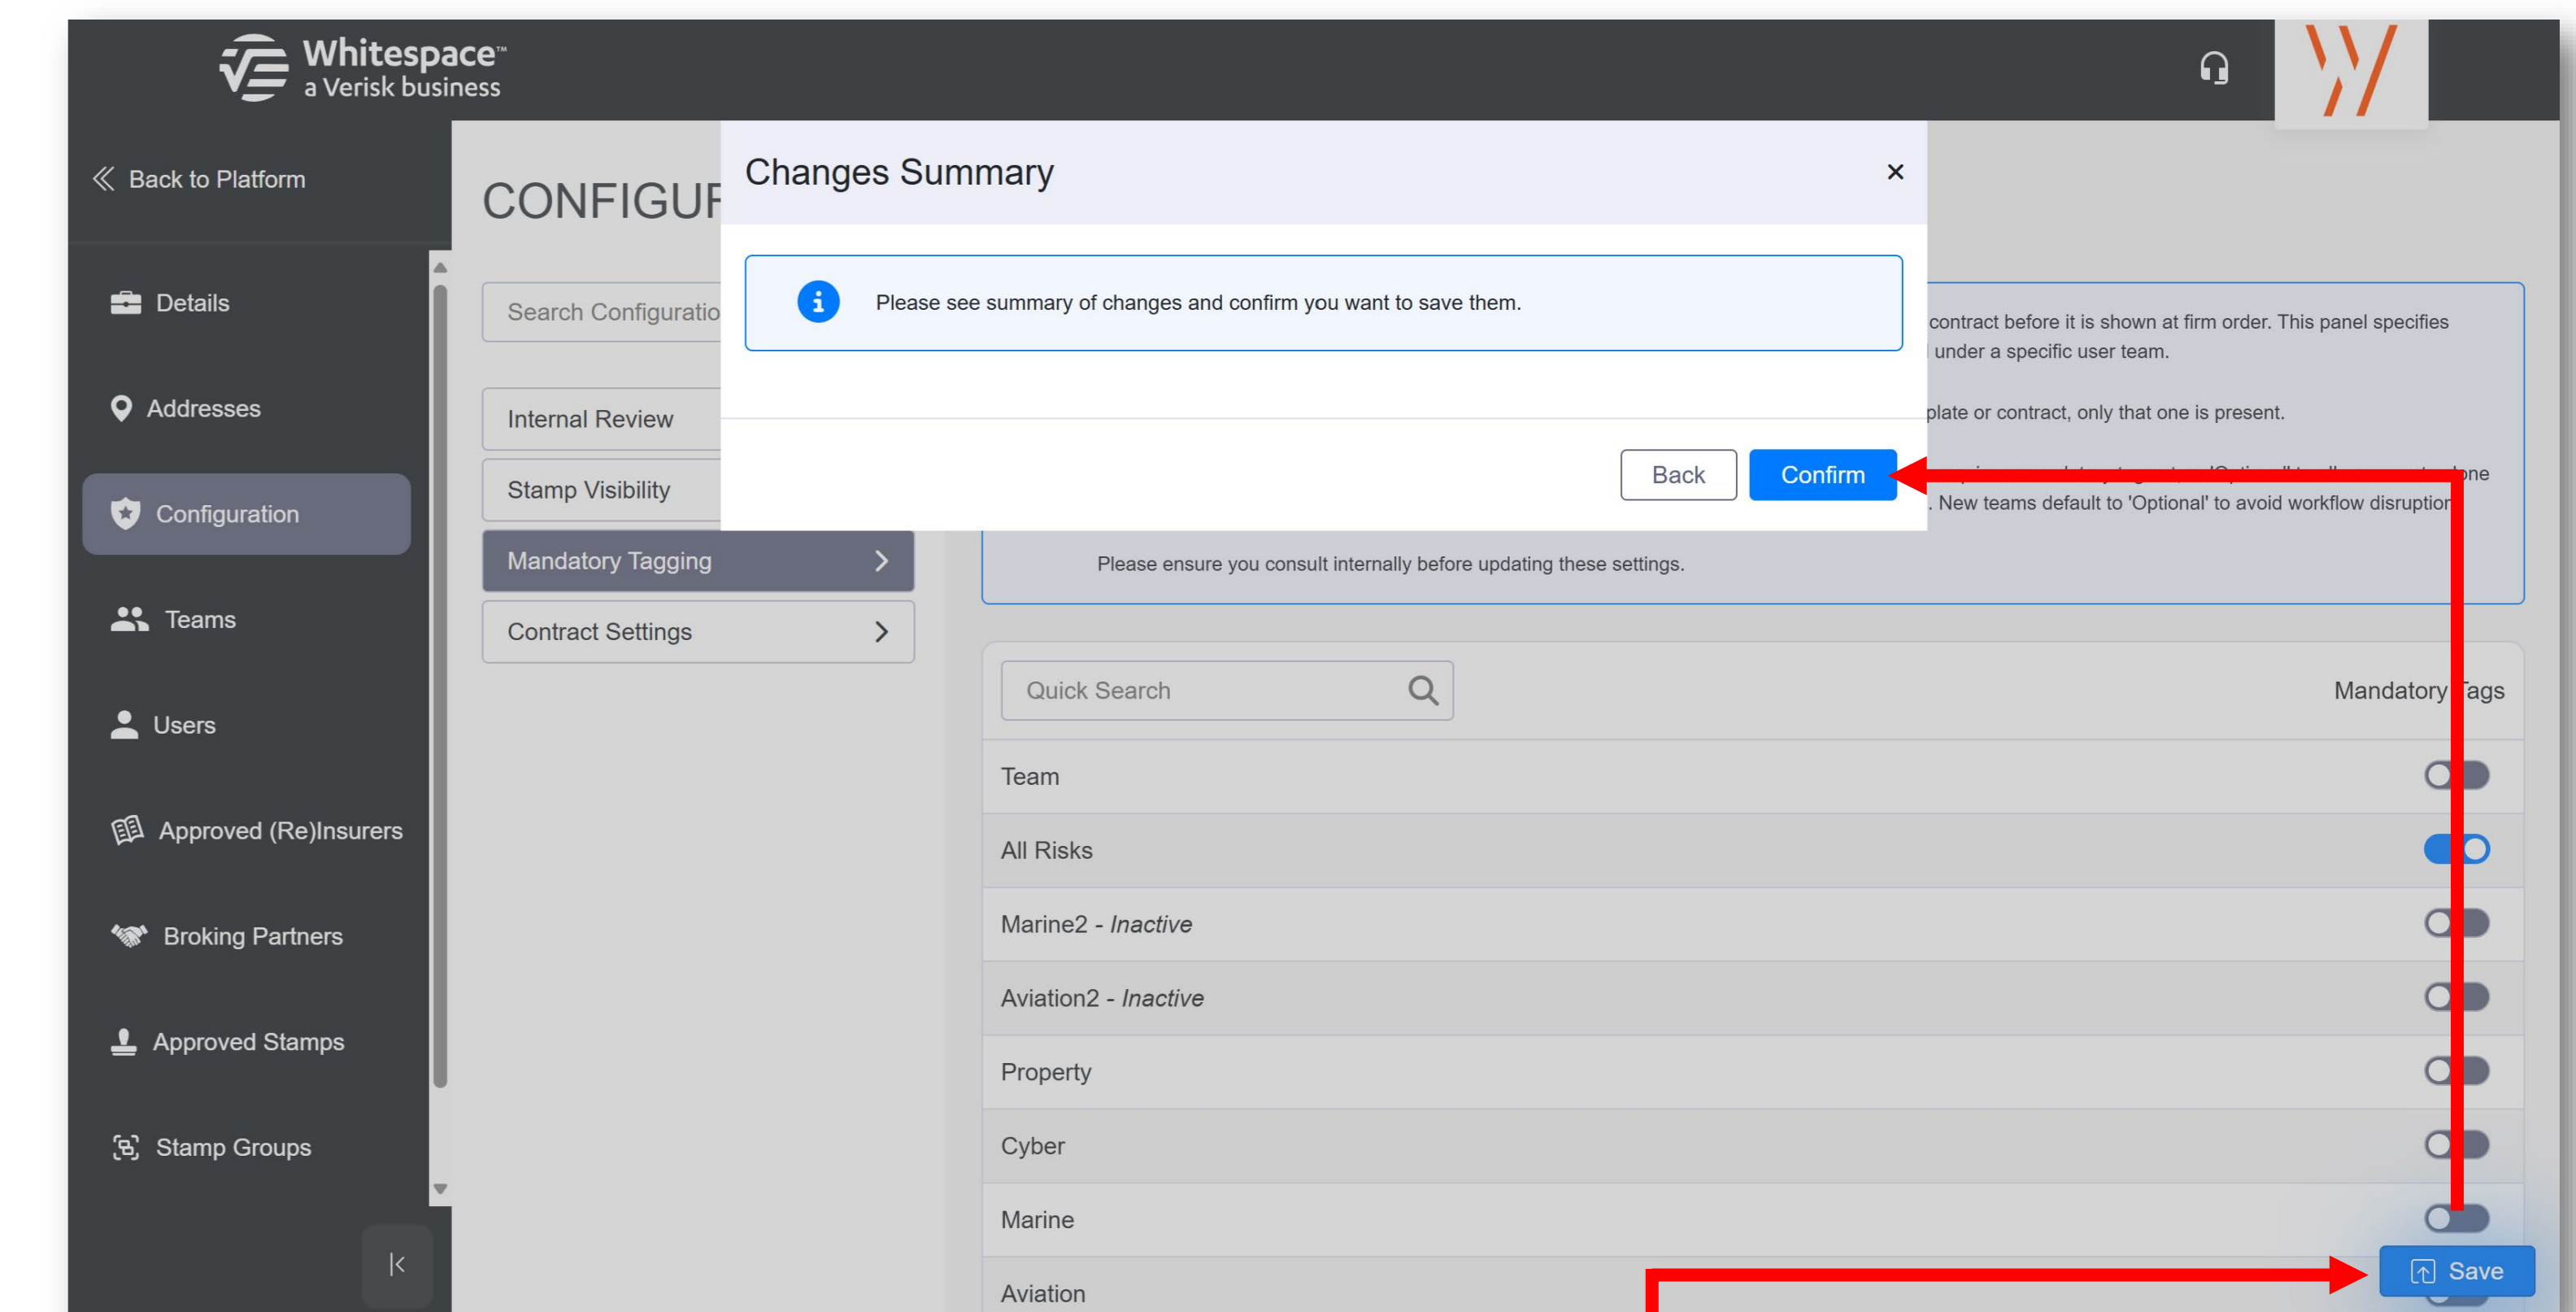 Whitespace™
a Verisk business
Back to Platform
Details
Addresses
Configuration
Teams
Users
Approved (Re)Insurers
Broking Partners
Approved Stamps
Stamp Groups
CONFIGUR
Search Configuratio
Internal Review
Stamp Visibility
Mandatory Tagging
Contract Settings
Changes Summary
Please see summary of changes and confirm you want to save them.
Back
Confirm
contract before it is shown at firm order. This panel specifies
under a specific user team.
plate or contract, only that one is present.
. New teams default to 'Optional' to avoid workflow disruption
Please ensure you consult internally before updating these settings.
Quick Search
Mandatory Tags
Team
All Risks
Marine2 - Inactive
Aviation2 - Inactive
Property
Cyber
Marine
Aviation
Save